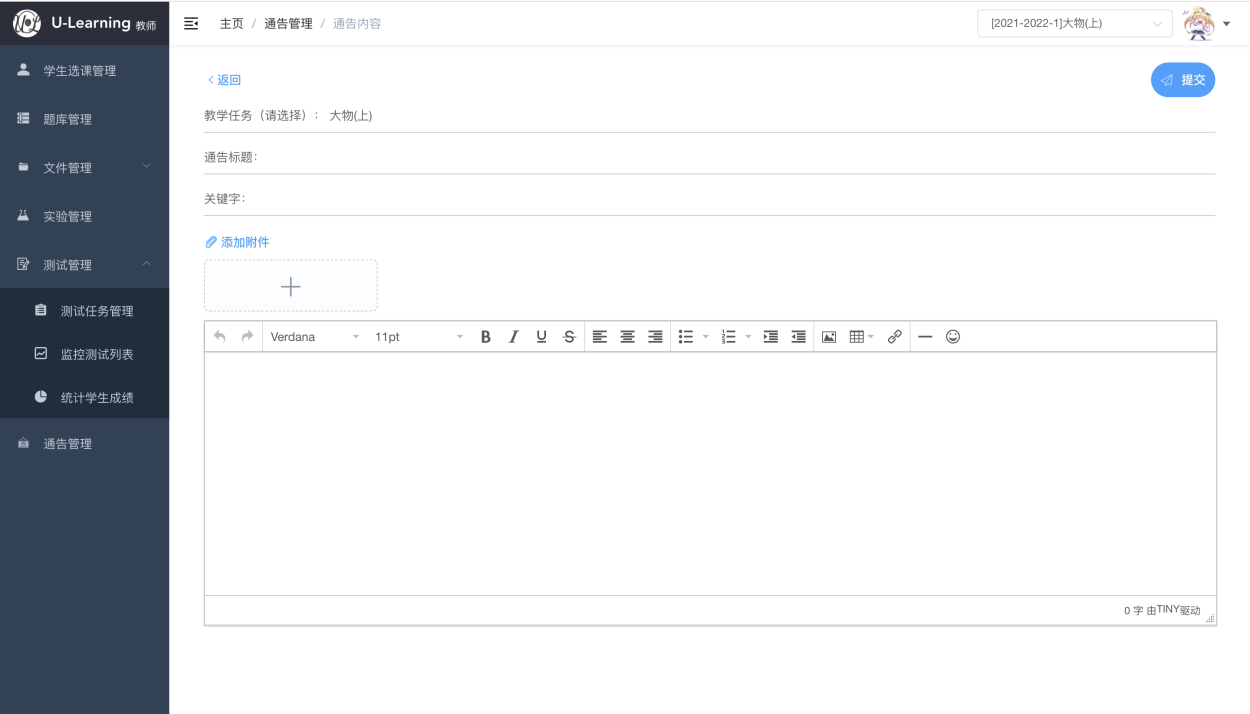 U-Learning 教师
主页 / 通告管理 / 通告内容
[2021-2022-1]大物(上)
学生选课管理
题库管理
文件管理
实验管理
测试管理
测试任务管理
监控测试列表
统计学生成绩
通告管理
返回
提交
教学任务（请选择）： 大物(上)
通告标题:
关键字:
添加附件
Verdana 11pt B I U S
0 字 由TINY驱动